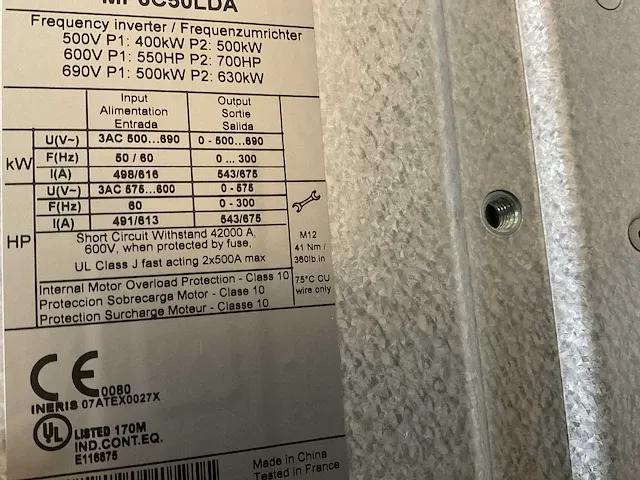 Frequency inverter / Frequenzumrichter
500V P1: 400kW P2: 500kW
600V P1: 550HP P2: 700HP
690V P1: 500kW P2: 630kW
Input Output
Alimentation Sortie
Entrada Salida
kW
U(V~) 3AC 500...690 0 - 500...690
F(Hz) 50 / 60 0 ... 300
I(A) 498/616 543/675
HP
U(V~) 3AC 575...600 0 - 575
F(Hz) 60 0 - 300
I(A) 491/613 543/675
Short Circuit Withstand 42000 A,
600V, when protected by fuse,
UL Class J fast acting 2x500A max
M12
41 Nm /
360lb.in
Internal Motor Overload Protection - Class 10
Proteccion Sobrecarga Motor - Clase 10
Protection Surcharge Moteur - Classe 10
75°C CU
wire only
CE 0080
INERIS 07ATEX0027X
UL LISTED 170M
IND.CONT.EQ.
E116875
Made in China
Tested in France